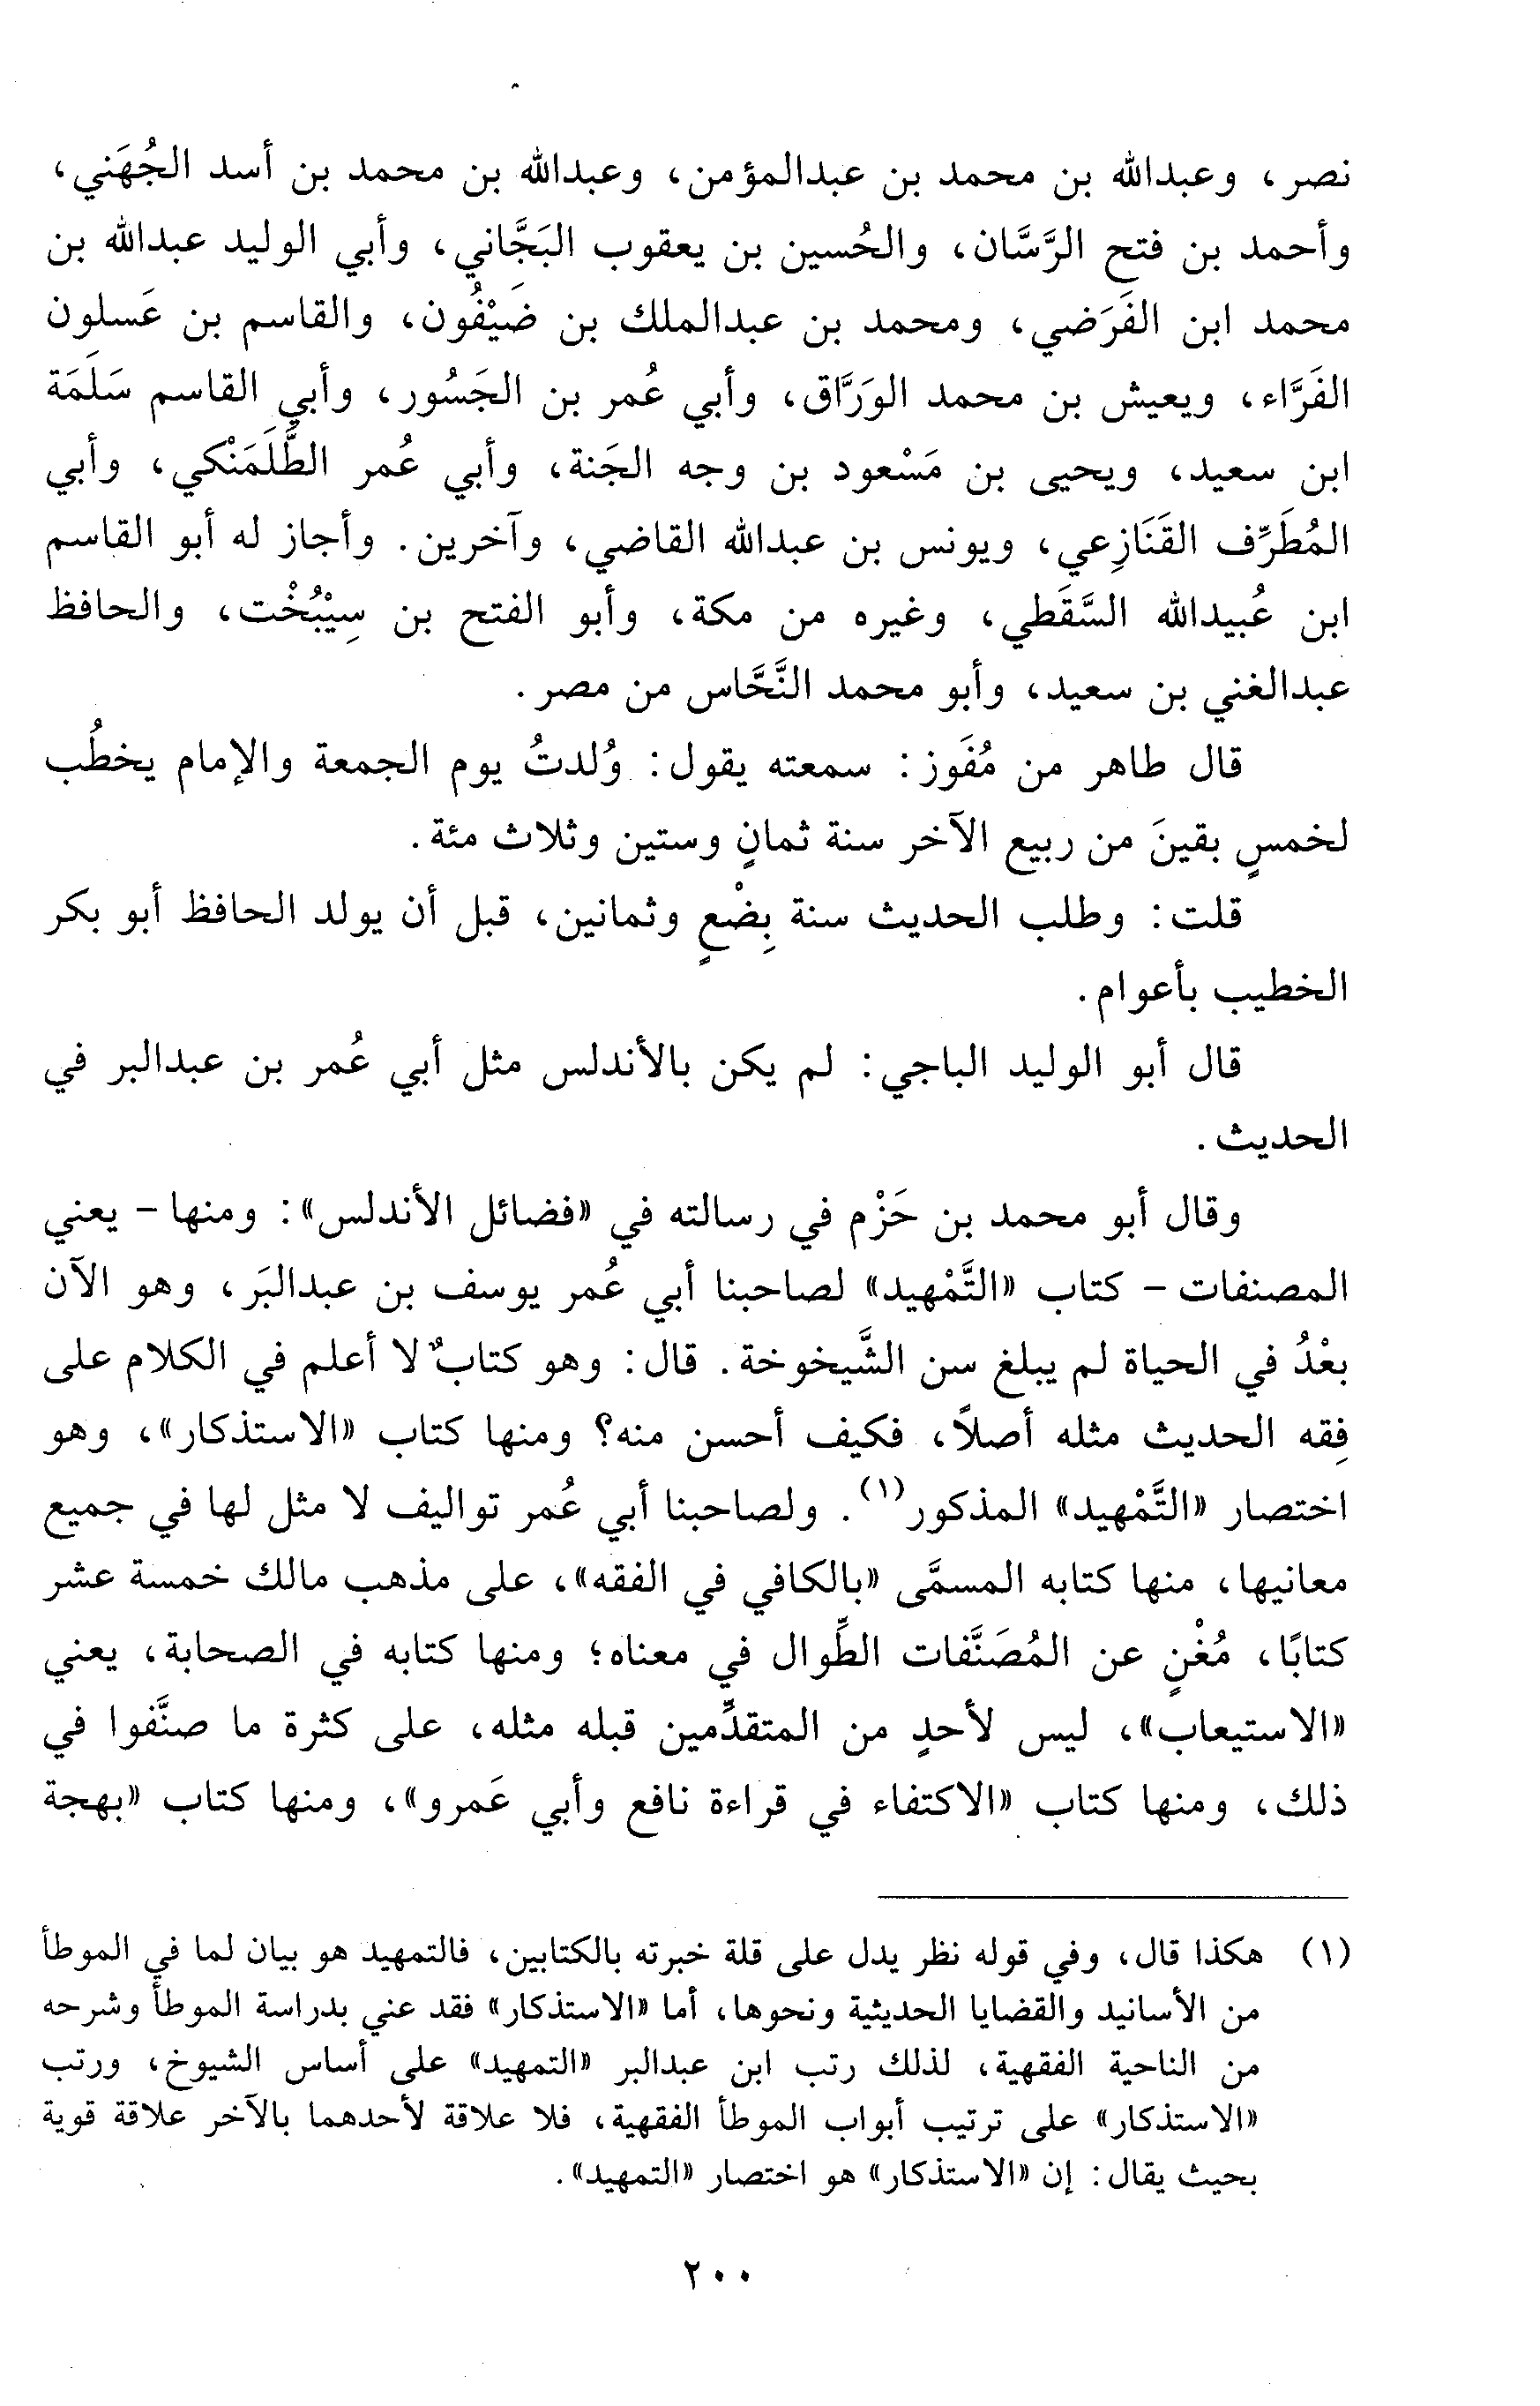 نصر، وعبدالله بن محمد بن عبدالمؤمن، وعبدالله بن محمد بن أسد الجُهَني،
وأحمد بن فتح الرَّسَّان، والحُسين بن يعقوب البَجَّاني، وأبي الوليد عبدالله بن
محمد ابن الفَرَضي، ومحمد بن عبدالملك بن ضَيْفُون، والقاسم بن عَسلون
الفَرَّاء، ويعيش بن محمد الورَّاق، وأبي عُمر بن الجَسُور، وأبي القاسم سَلَمَة
ابن سعيد، ويحيى بن مَسْعود بن وجه الجَنة، وأبي عُمر الطَّلَمَنْكي، وأبي
المُطَرِّف القَنَازِعي، ويونس بن عبدالله القاضي، وآخرين. وأجاز له أبو القاسم
ابن عُبيدالله السَّقَطي، وغيره من مكة، وأبو الفتح بن سِيْبُخْت، والحافظ
عبدالغني بن سعيد، وأبو محمد النَّحَّاس من مصر.
قال طاهر من مُفَوز: سمعته يقول: وُلدتُ يوم الجمعة والإمام يخطُب
لخمسٍ بقينَ من ربيع الآخر سنة ثمانٍ وستين وثلاث مئة.
قلت: وطلب الحديث سنة بِضْعٍ وثمانين، قبل أن يولد الحافظ أبو بكر
الخطيب بأعوام.
قال أبو الوليد الباجي: لم يكن بالأندلس مثل أبي عُمر بن عبدالبر في
الحديث.
وقال أبو محمد بن حَزْم في رسالته في «فضائل الأندلس»: ومنها - يعني
المصنفات - كتاب «التَّمْهيد» لصاحبنا أبي عُمر يوسف بن عبدالبَر، وهو الآن
بعْدُ في الحياة لم يبلغ سن الشَّيخوخة. قال: وهو كتابٌ لا أعلم في الكلام على
فِقه الحديث مثله أصلاً، فكيف أحسن منه؟ ومنها كتاب «الاستذكار»، وهو
اختصار «التَّمْهيد» المذكور(١). ولصاحبنا أبي عُمر تواليف لا مثل لها في جميع
معانيها، منها كتابه المسمَّى «بالكافي في الفقه»، على مذهب مالك خمسة عشر
كتابًا، مُغْنٍ عن المُصَنَّفات الطِّوال في معناه؛ ومنها كتابه في الصحابة، يعني
«الاستيعاب»، ليس لأحدٍ من المتقدِّمين قبله مثله، على كثرة ما صنَّفوا في
ذلك، ومنها كتاب «الاكتفاء في قراءة نافع وأبي عَمرو»، ومنها كتاب «بهجة
(١) هكذا قال، وفي قوله نظر يدل على قلة خبرته بالكتابين، فالتمهيد هو بيان لما في الموطأ
من الأسانيد والقضايا الحديثية ونحوها، أما «الاستذكار» فقد عني بدراسة الموطأ وشرحه
من الناحية الفقهية، لذلك رتب ابن عبدالبر «التمهيد» على أساس الشيوخ، ورتب
«الاستذكار» على ترتيب أبواب الموطأ الفقهية، فلا علاقة لأحدهما بالآخر علاقة قوية
بحيث يقال: إن «الاستذكار» هو اختصار «التمهيد».
٢٠٠